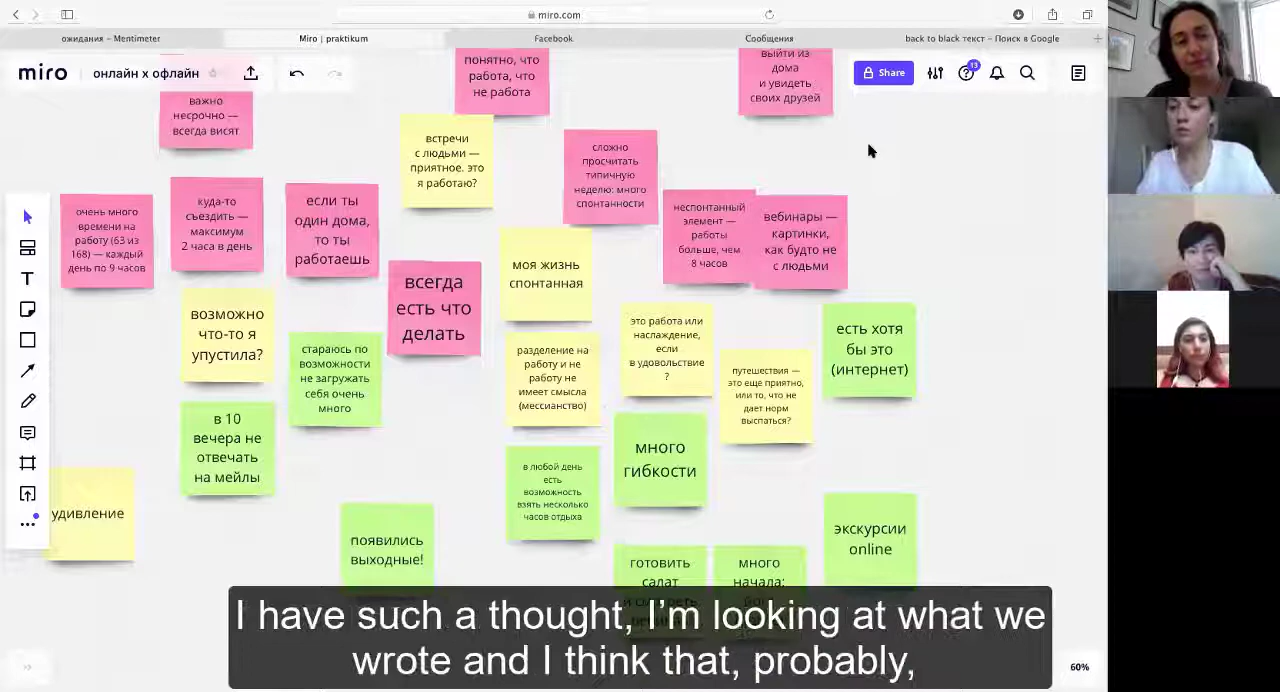 miro.com
ожидания – Mentimeter
Miro | praktikum
Facebook
Сообщения
back to black текст – Поиск в Google
miro
онлайн x офлайн
Share
13
важно
несрочно —
всегда висят
понятно, что
работа, что
не работа
выйти из
дома
и увидеть
своих друзей
встречи
с людьми —
приятное. это
я работаю?
сложно
просчитать
типичную
неделю: много
спонтанности
очень много
времени на
работу (63 из
168) — каждый
день по 9 часов
куда-то
съездить —
максимум
2 часа в день
если ты
один дома,
то ты
работаешь
неспонтанный
элемент —
работы
больше, чем
8 часов
вебинары —
картинки,
как будто не
с людьми
всегда
есть что
делать
моя жизнь
спонтанная
возможно
что-то я
упустила?
стараюсь по
возможности
не загружать
себя очень
много
разделение на
работу и не
работу не
имеет смысла
(мессианство)
это работа или
наслаждение,
если
в удовольствие
?
путешествия —
это еще приятно,
или то, что не
дает норм
выспаться?
есть хотя
бы это
(интернет)
в 10
вечера не
отвечать
на мейлы
много
гибкости
в любой день
есть
возможность
взять несколько
часов отдыха
удивление
появились
выходные!
экскурсии
online
готовить
салат
много
начала:
I have such a thought, I'm looking at what we
wrote and I think that, probably,
60%